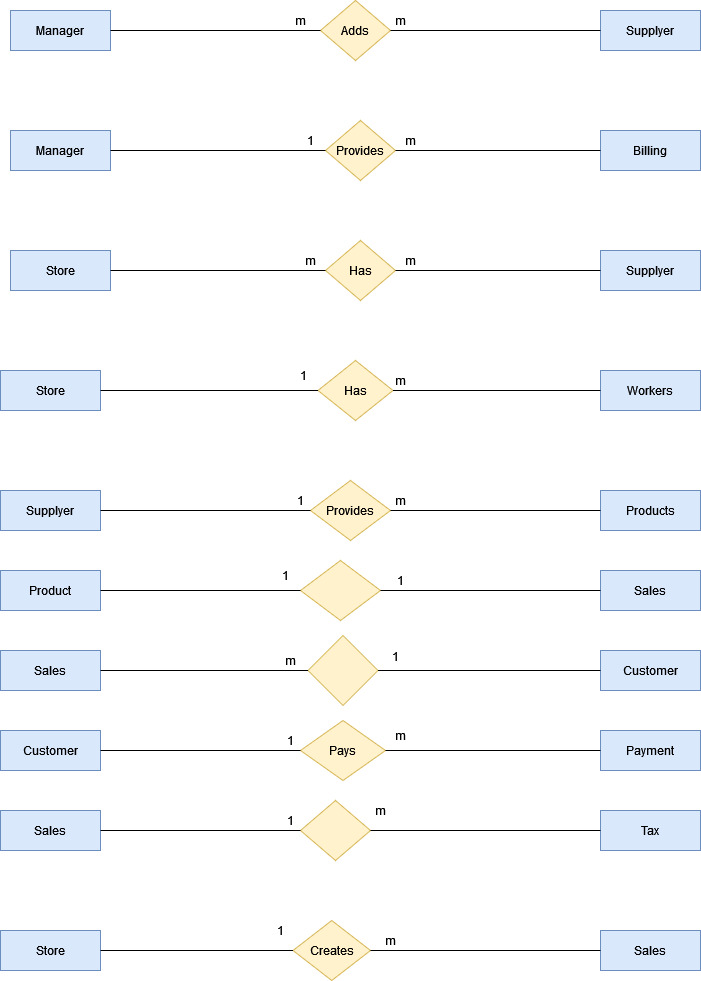 m m
Manager Adds Supplyer
1 m
Manager Provides Billing
m m
Store Has Supplyer
1 m
Store Has Workers
1 m
Supplyer Provides Products
1 1
Product Sales
m 1
Sales Customer
1 m
Customer Pays Payment
1 m
Sales Tax
1 m
Store Creates Sales